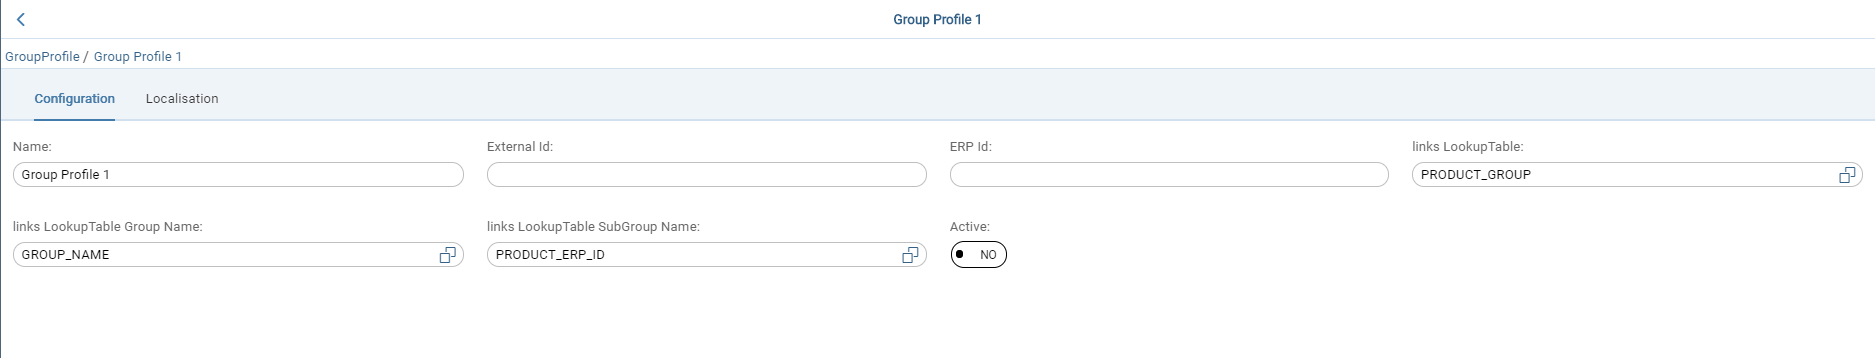 Group Profile 1
GroupProfile / Group Profile 1
Configuration Localisation
Name: External Id: ERP Id: links LookupTable:
Group Profile 1 PRODUCT_GROUP
links LookupTable Group Name: links LookupTable SubGroup Name: Active:
GROUP_NAME PRODUCT_ERP_ID NO